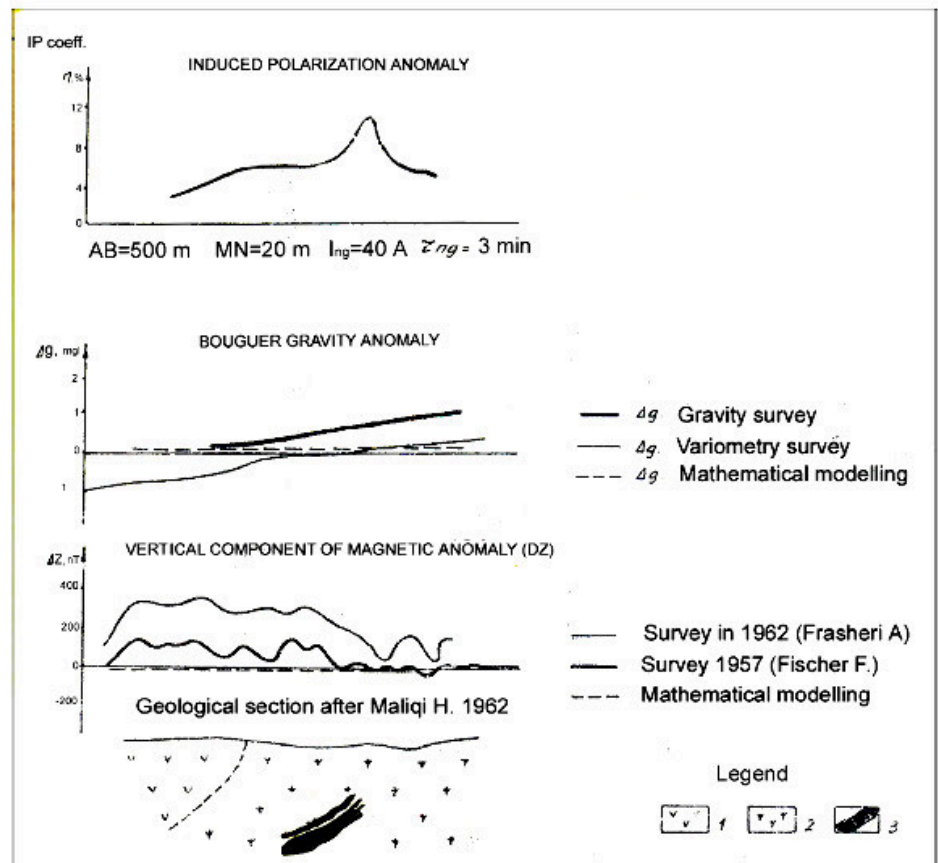 IP coeff.
INDUCED POLARIZATION ANOMALY
η,%
12
8
4
0
AB=500 m MN=20 m Ing=40 A τng = 3 min
BOUGUER GRAVITY ANOMALY
Δg, mgl
2
1
0
1
Δg Gravity survey
Δg. Variometry survey
Δg Mathematical modelling
VERTICAL COMPONENT OF MAGNETIC ANOMALY (DZ)
ΔZ, nT
400
200
0
-200
Survey in 1962 (Frasheri A)
Survey 1957 (Fischer F.)
Mathematical modelling
Geological section after Maliqi H. 1962
Legend
1 2 3